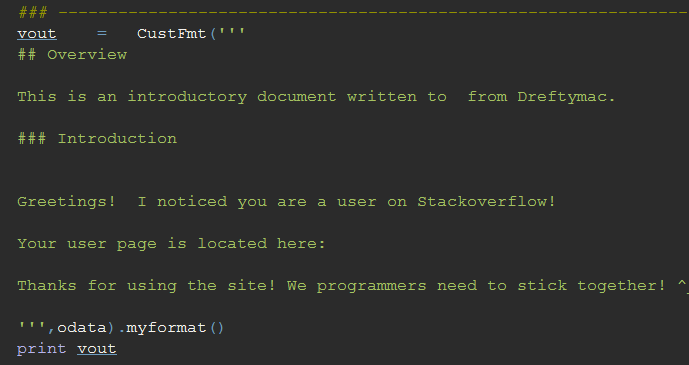 ### ---------------------------------------------------------------
vout    =   CustFmt('''
## Overview
This is an introductory document written to  from Dreftymac.
### Introduction
Greetings!  I noticed you are a user on Stackoverflow!
Your user page is located here:
Thanks for using the site! We programmers need to stick together! ^_
''',odata).myformat()
print vout